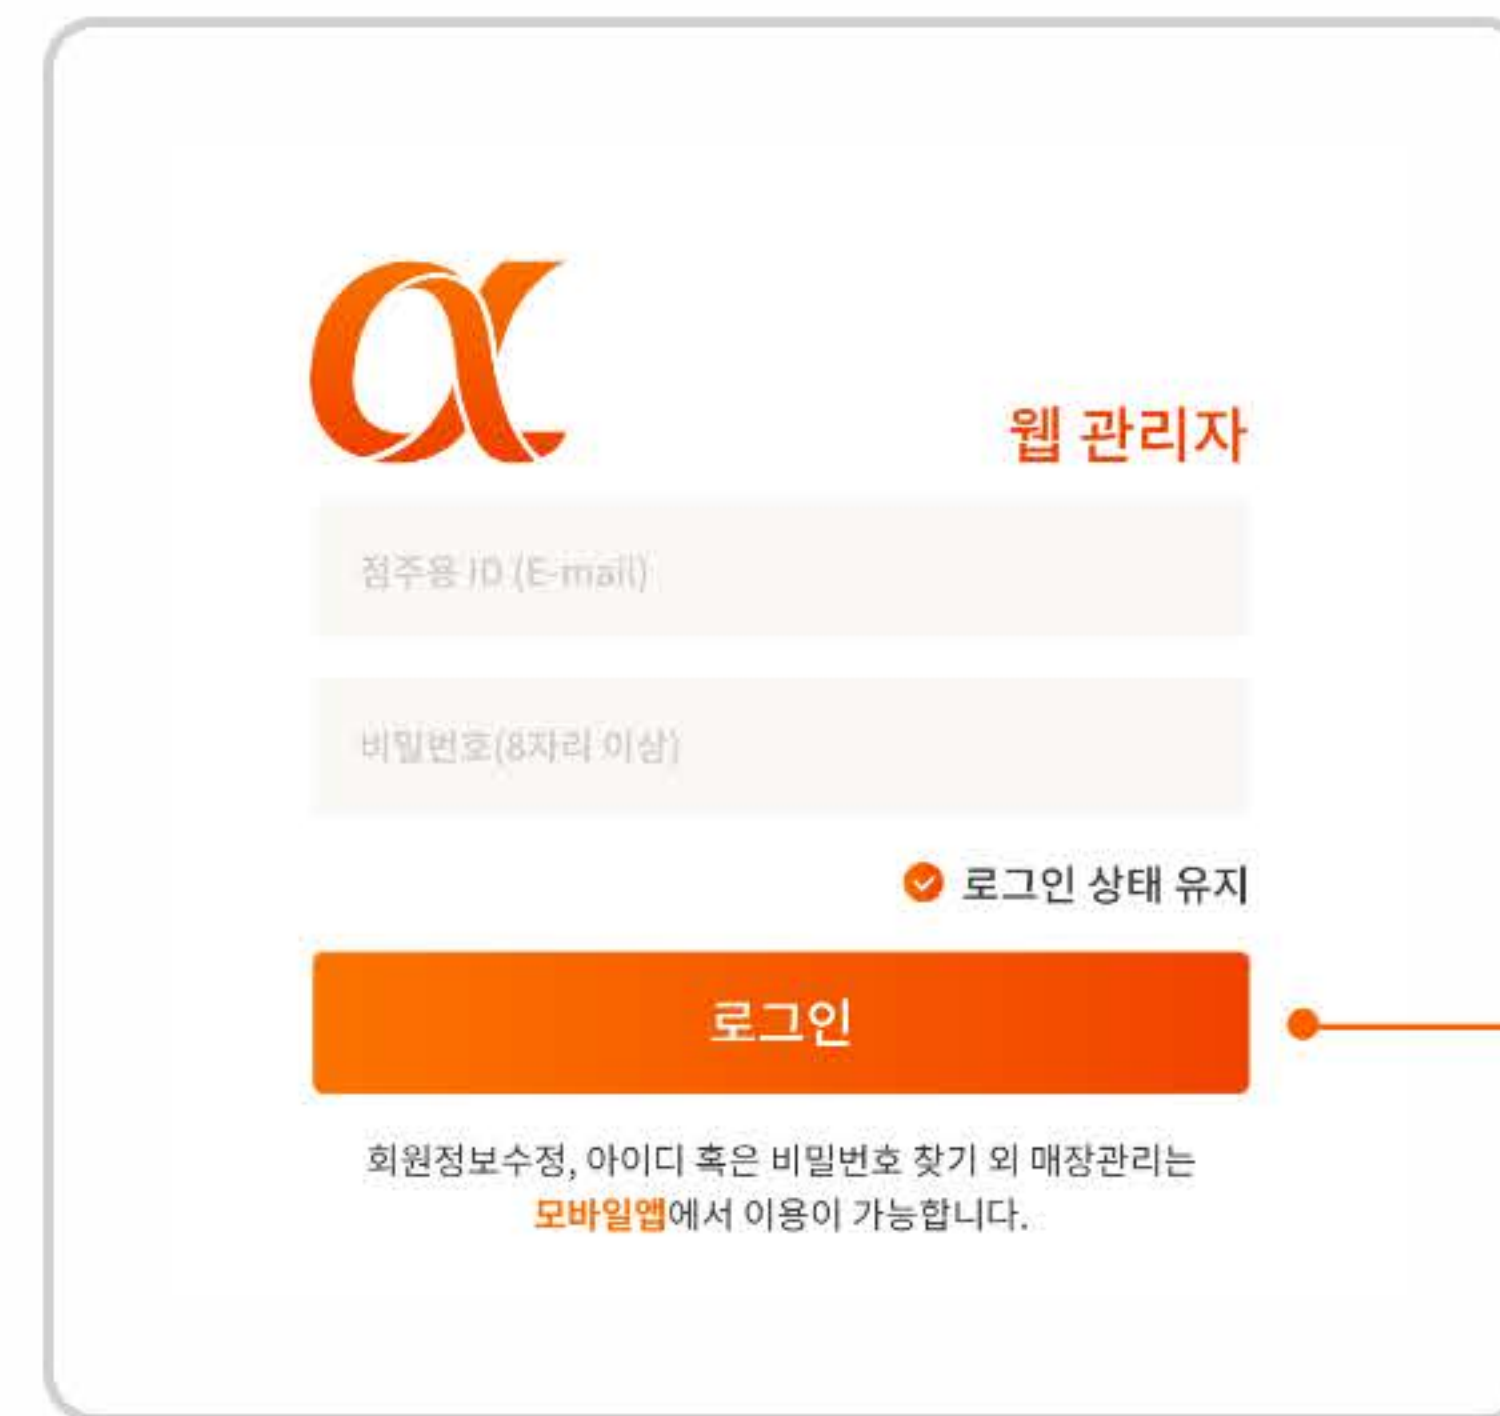 α
웹 관리자
점주용 ID (E-mail)
비밀번호(8자리 이상)
로그인 상태 유지
로그인
회원정보수정, 아이디 혹은 비밀번호 찾기 외 매장관리는
모바일앱에서 이용이 가능합니다.